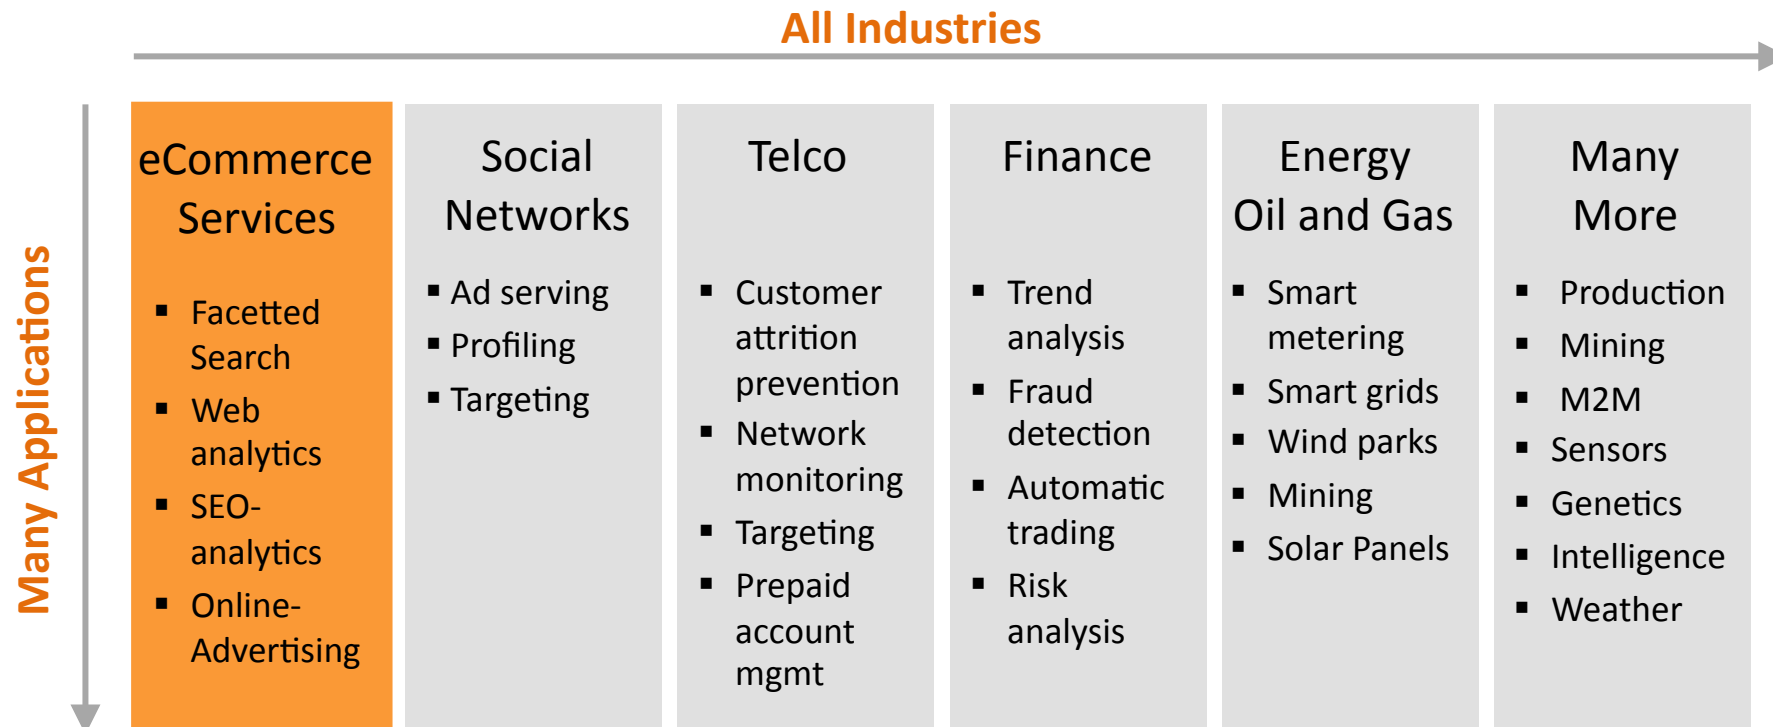 All Industries
Many Applications
eCommerce
Services
▪ Facetted
Search
▪ Web
analytics
▪ SEO-
analytics
▪ Online-
Advertising
Social
Networks
▪ Ad serving
▪ Profiling
▪ Targeting
Telco
▪ Customer
attrition
prevention
▪ Network
monitoring
▪ Targeting
▪ Prepaid
account
mgmt
Finance
▪ Trend
analysis
▪ Fraud
detection
▪ Automatic
trading
▪ Risk
analysis
Energy
Oil and Gas
▪ Smart
metering
▪ Smart grids
▪ Wind parks
▪ Mining
▪ Solar Panels
Many
More
▪ Production
▪ Mining
▪ M2M
▪ Sensors
▪ Genetics
▪ Intelligence
▪ Weather